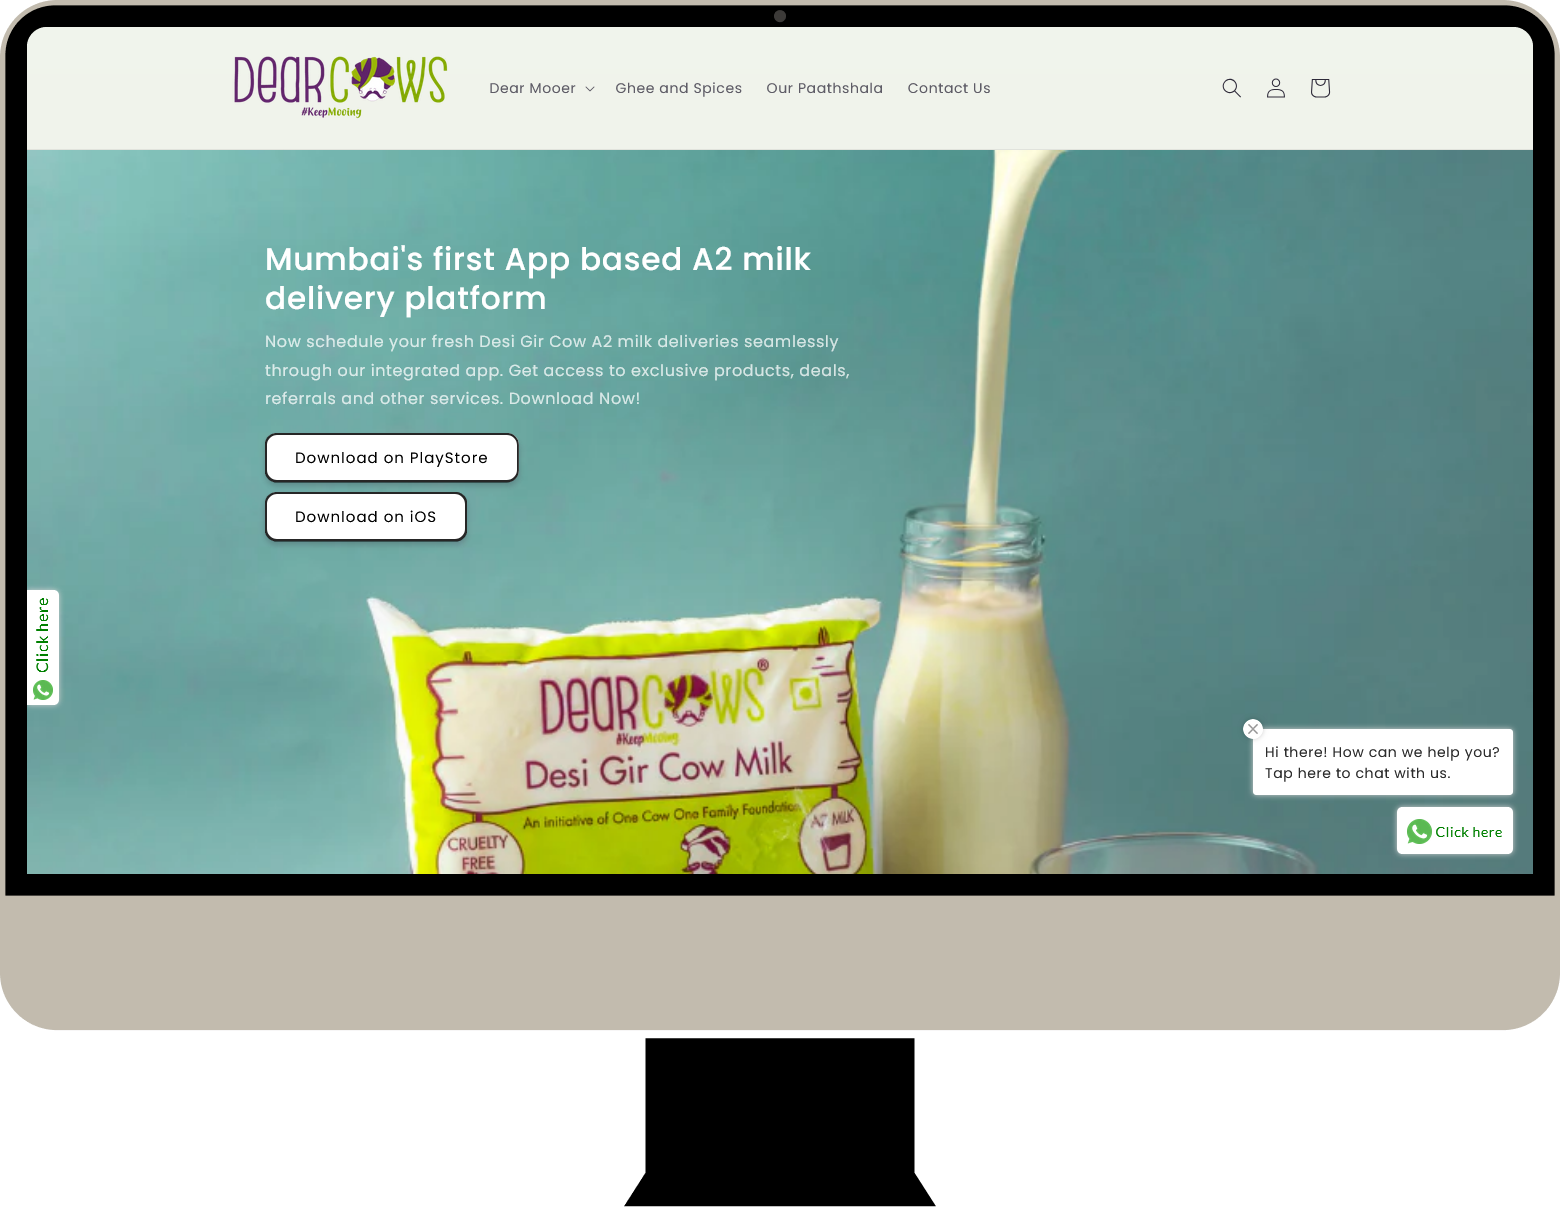 DEARCOWS
#KeepMooing
Dear Mooer
Ghee and Spices
Our Paathshala
Contact Us
Mumbai's first App based A2 milk
delivery platform
Now schedule your fresh Desi Gir Cow A2 milk deliveries seamlessly
through our integrated app. Get access to exclusive products, deals,
referrals and other services. Download Now!
Download on PlayStore
Download on iOS
Click here
DEARCOWS®
#KeepMooing
Desi Gir Cow Milk
An initiative of One Cow One Family Foundation
CRUELTY
FREE
A2 MILK
Hi there! How can we help you?
Tap here to chat with us.
Click here